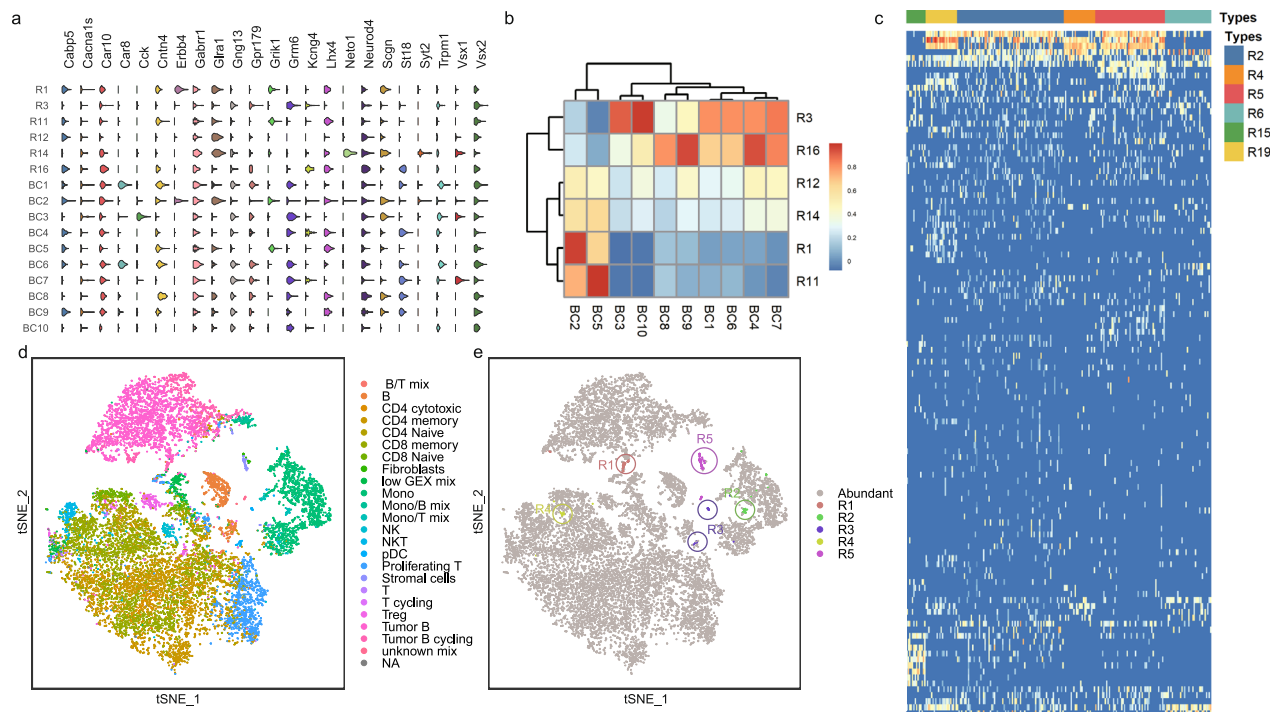 a
Cabp5
Cacna1s
Car10
Car8
Cck
Cntn4
Erbb4
Gabrr1
Glra1
Gng13
Gpr179
Grik1
Grm6
Kcng4
Lhx4
Neto1
Neurod4
Scgn
St18
Syt2
Trpm1
Vsx1
Vsx2
R1
R3
R11
R12
R14
R16
BC1
BC2
BC3
BC4
BC5
BC6
BC7
BC8
BC9
BC10
b
R3
R16
R12
R14
R1
R11
BC2
BC5
BC3
BC10
BC8
BC9
BC1
BC6
BC4
BC7
0.8
0.6
0.4
0.2
0
c
Types
Types
R2
R4
R5
R6
R15
R19
d
tSNE_2
tSNE_1
B/T mix
B
CD4 cytotoxic
CD4 memory
CD4 Naive
CD8 memory
CD8 Naive
Fibroblasts
low GEX mix
Mono
Mono/B mix
Mono/T mix
NK
NKT
pDC
Proliferating T
Stromal cells
T
T cycling
Treg
Tumor B
Tumor B cycling
unknown mix
NA
e
R5
R1
R2
R4
R3
tSNE_2
tSNE_1
Abundant
R1
R2
R3
R4
R5